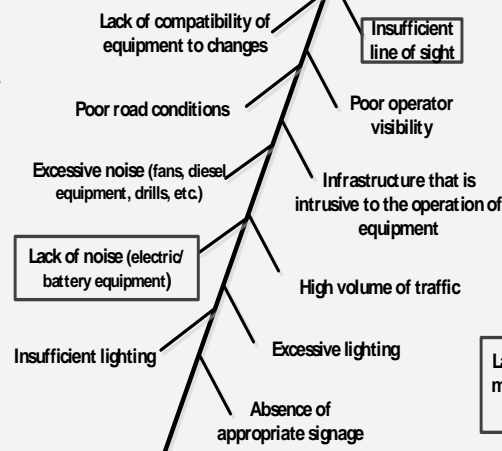 Lack of compatibility of
equipment to changes
Insufficient
line of sight
Poor road conditions
Poor operator
visibility
Excessive noise (fans, diesel
equipment, drills, etc.)
Infrastructure that is
intrusive to the operation of
equipment
Lack of noise (electric/
battery equipment)
High volume of traffic
Insufficient lighting
Excessive lighting
Absence of
appropriate signage